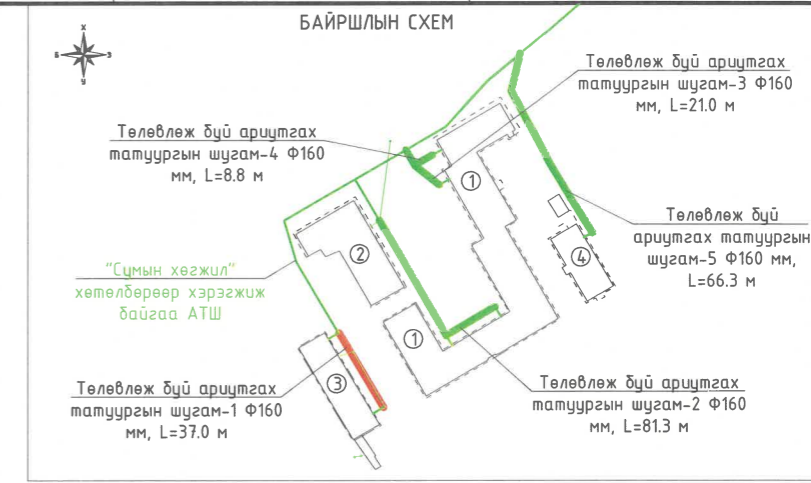 БАЙРШЛЫН СХЕМ
Х
Б
З
У
Төлөвлөж буй ариутгах
татуургын шугам-3 Ф160
мм, L=21.0 м
Төлөвлөж буй ариутгах
татуургын шугам-4 Ф160
мм, L=8.8 м
1
2
Төлөвлөж буй
ариутгах татуургын
шугам-5 Ф160 мм,
L=66.3 м
4
"Сумын хөгжил"
хөтөлбөрөөр хэрэгжиж
байгаа АТШ
1
3
Төлөвлөж буй ариутгах
татуургын шугам-1 Ф160
мм, L=37.0 м
Төлөвлөж буй ариутгах
татуургын шугам-2 Ф160
мм, L=81.3 м